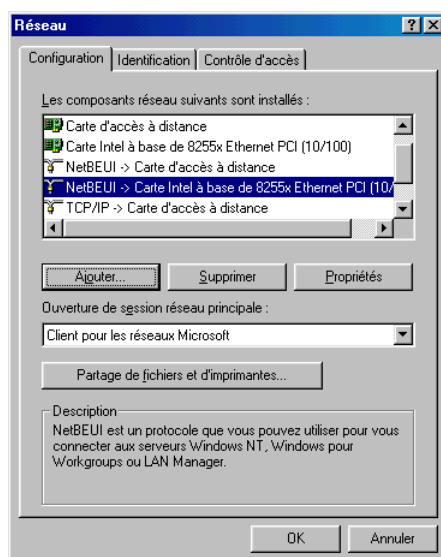 Réseau
Configuration
Identification
Contrôle d'accès
Les composants réseau suivants sont installés :
Carte d'accès à distance
Carte Intel à base de 8255x Ethernet PCI (10/100)
NetBEUI -> Carte d'accès à distance
NetBEUI -> Carte Intel à base de 8255x Ethernet PCI (10/
TCP/IP -> Carte d'accès à distance
Ajouter...
Supprimer
Propriétés
Ouverture de session réseau principale :
Client pour les réseaux Microsoft
Partage de fichiers et d'imprimantes...
Description
NetBEUI est un protocole que vous pouvez utiliser pour vous
connecter aux serveurs Windows NT, Windows pour
Workgroups ou LAN Manager.
OK
Annuler